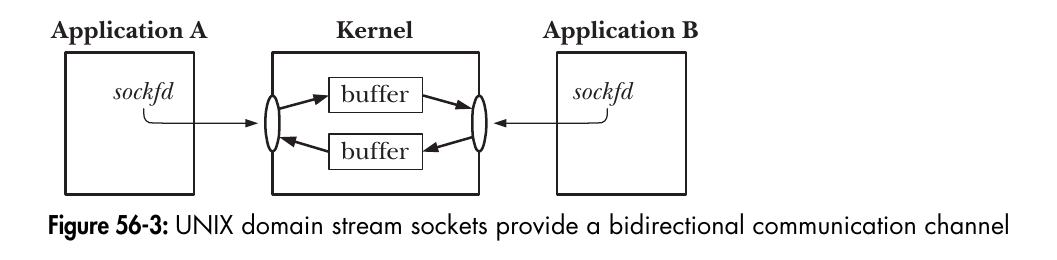 Application A
Kernel
Application B
sockfd
buffer
sockfd
buffer
Figure 56-3: UNIX domain stream sockets provide a bidirectional communication channel